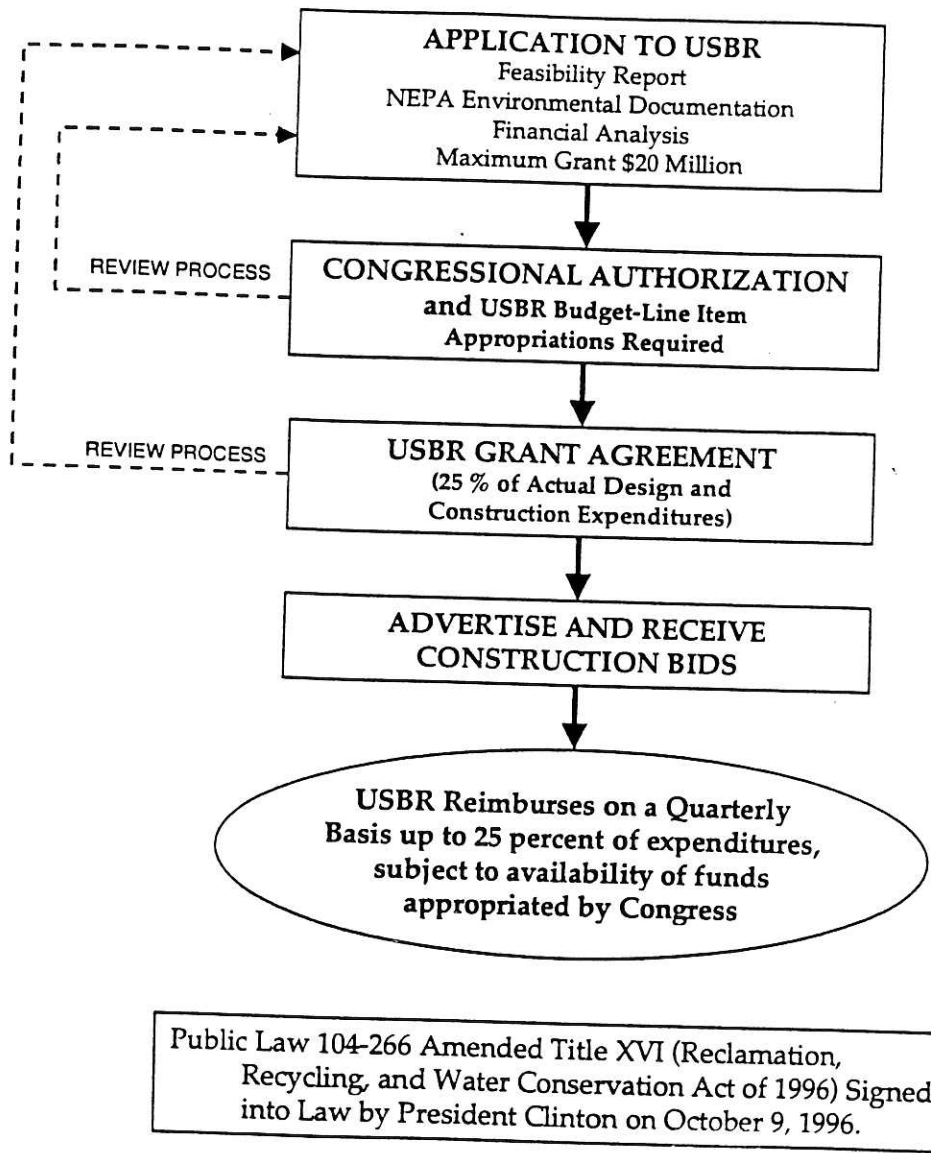 APPLICATION TO USBR
Feasibility Report
NEPA Environmental Documentation
Financial Analysis
Maximum Grant $20 Million
REVIEW PROCESS
CONGRESSIONAL AUTHORIZATION
and USBR Budget-Line Item
Appropriations Required
REVIEW PROCESS
USBR GRANT AGREEMENT
(25 % of Actual Design and
Construction Expenditures)
ADVERTISE AND RECEIVE
CONSTRUCTION BIDS
USBR Reimburses on a Quarterly
Basis up to 25 percent of expenditures,
subject to availability of funds
appropriated by Congress
Public Law 104-266 Amended Title XVI (Reclamation,
Recycling, and Water Conservation Act of 1996) Signed
into Law by President Clinton on October 9, 1996.